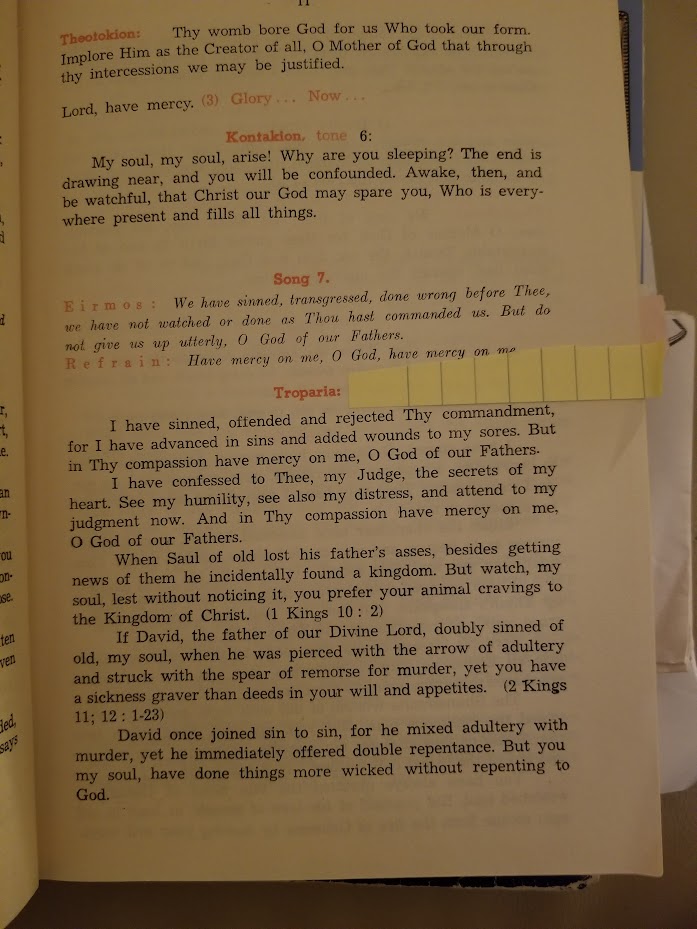 11
Theotokion: Thy womb bore God for us Who took our form.
Implore Him as the Creator of all, O Mother of God that through
thy intercessions we may be justified.
Lord, have mercy. (3) Glory . . . Now . . .
Kontakion, tone 6:
My soul, my soul, arise! Why are you sleeping? The end is
drawing near, and you will be confounded. Awake, then, and
be watchful, that Christ our God may spare you, Who is every-
where present and fills all things.
Song 7.
Eirmos: We have sinned, transgressed, done wrong before Thee,
we have not watched or done as Thou hast commanded us. But do
not give us up utterly, O God of our Fathers.
Refrain: Have mercy on me, O God, have mercy on me
Troparia:
I have sinned, offended and rejected Thy commandment,
for I have advanced in sins and added wounds to my sores. But
in Thy compassion have mercy on me, O God of our Fathers.
I have confessed to Thee, my Judge, the secrets of my
heart. See my humility, see also my distress, and attend to my
judgment now. And in Thy compassion have mercy on me,
O God of our Fathers.
When Saul of old lost his father's asses, besides getting
news of them he incidentally found a kingdom. But watch, my
soul, lest without noticing it, you prefer your animal cravings to
the Kingdom of Christ. (1 Kings 10 : 2)
If David, the father of our Divine Lord, doubly sinned of
old, my soul, when he was pierced with the arrow of adultery
and struck with the spear of remorse for murder, yet you have
a sickness graver than deeds in your will and appetites. (2 Kings
11; 12 : 1-23)
David once joined sin to sin, for he mixed adultery with
murder, yet he immediately offered double repentance. But you
my soul, have done things more wicked without repenting to
God.